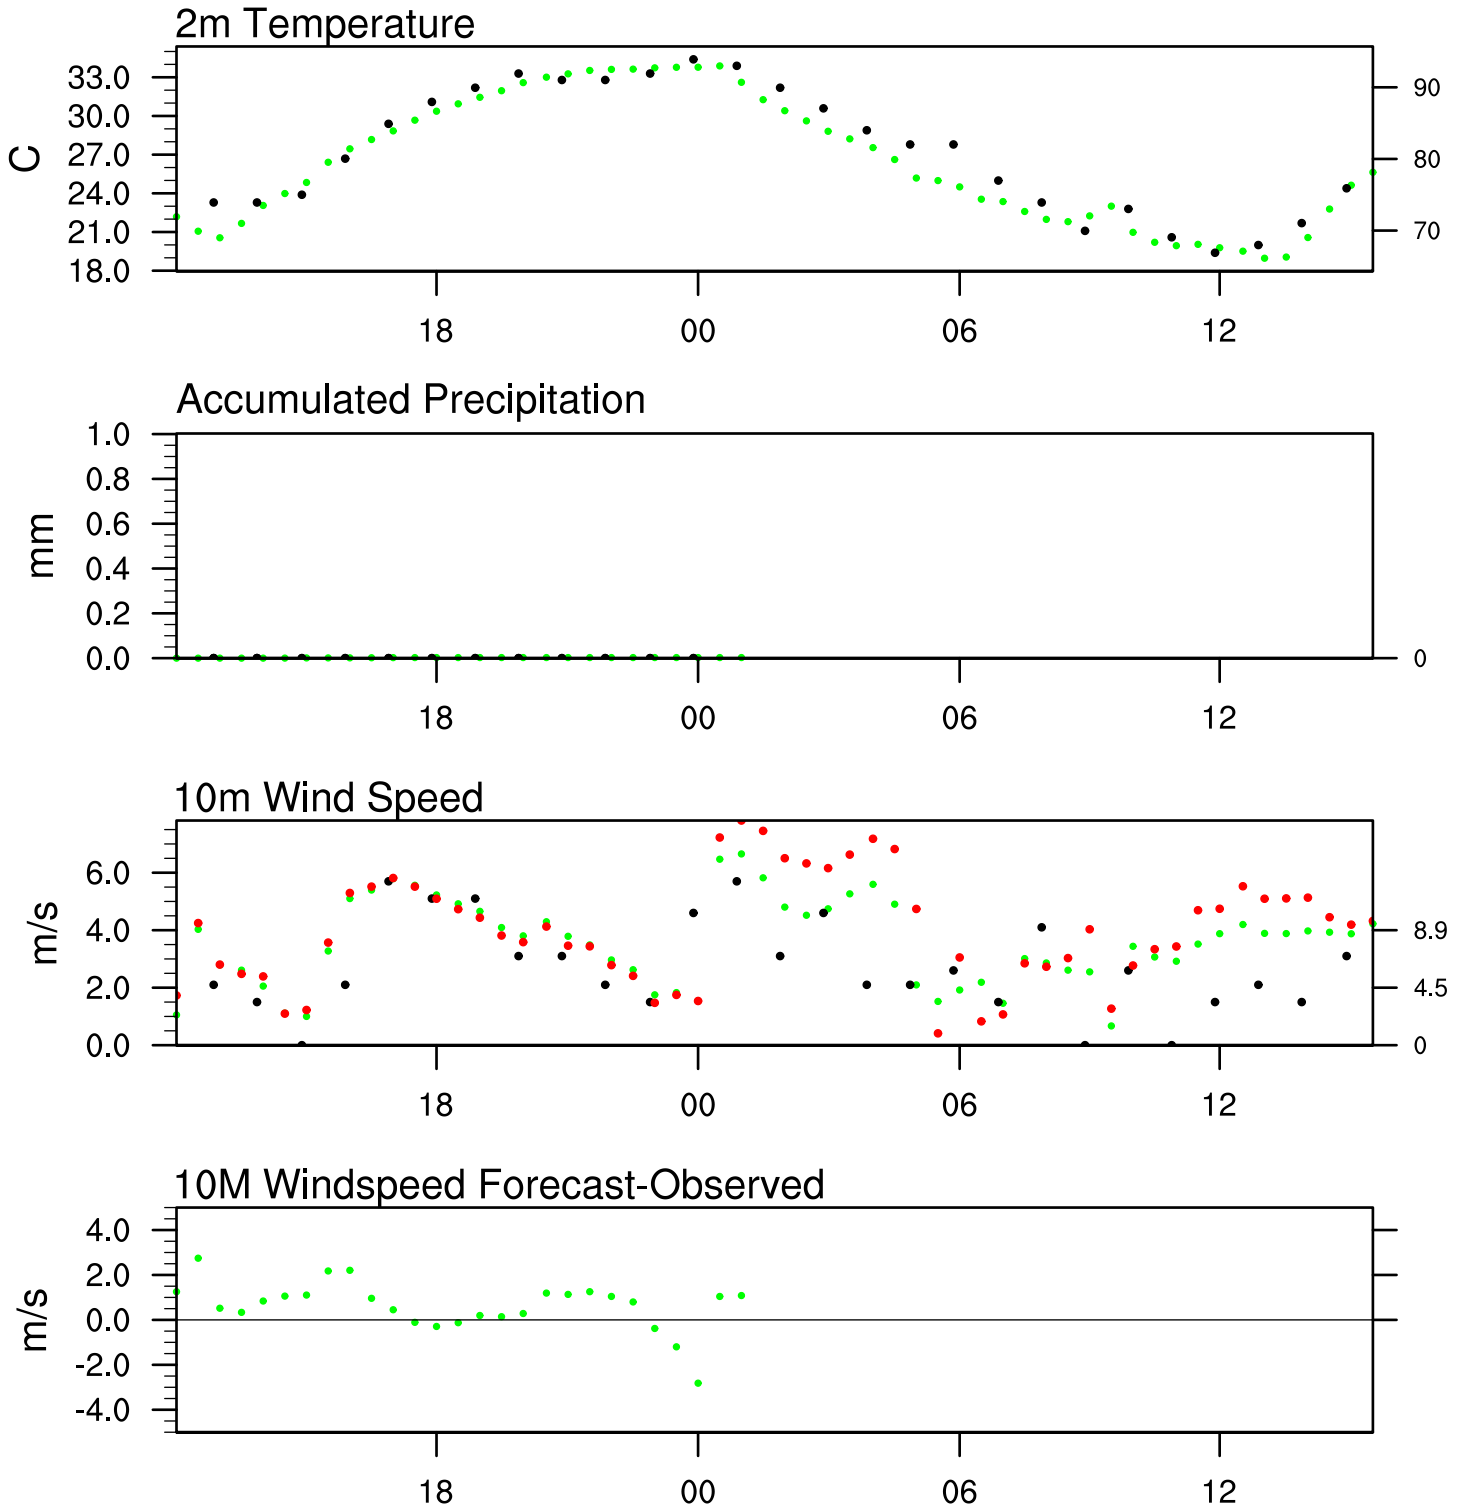 2m Temperature
33.0
30.0
27.0
24.0
21.0
18.0
C
90
80
70
18 00 06 12
Accumulated Precipitation
1.0
0.8
0.6
0.4
0.2
0.0
mm
0
18 00 06 12
10m Wind Speed
6.0
4.0
2.0
0.0
m/s
8.9
4.5
0
18 00 06 12
10M Windspeed Forecast-Observed
4.0
2.0
0.0
-2.0
-4.0
m/s
18 00 06 12